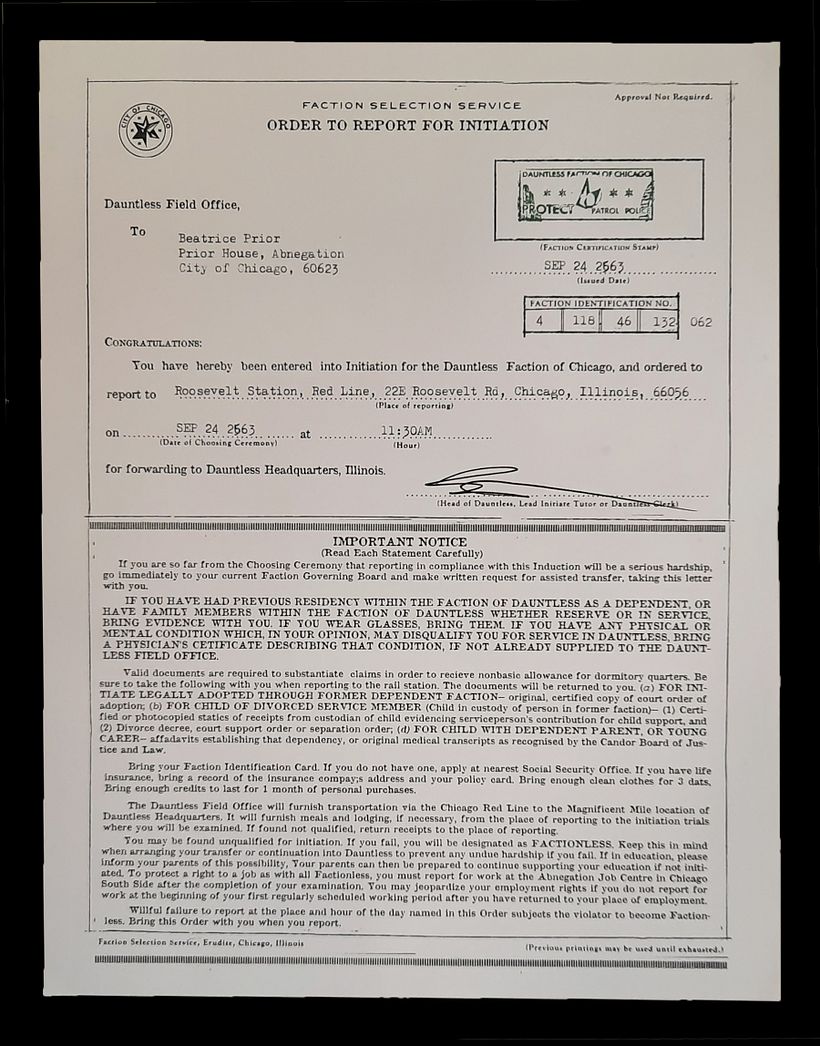 Approval Not Required.
CITY OF CHICAGO
FACTION SELECTION SERVICE
ORDER TO REPORT FOR INITIATION
DAUNTLESS FACTION OF CHICAGO
PROTECT PATROL POLICE
Dauntless Field Office,
(FACTION CERTIFICATION STAMP)
To
Beatrice Prior
Prior House, Abnegation
City of Chicago, 60623
SEP 24 2563
(Issued Date)
FACTION IDENTIFICATION NO.
4 118 46 132 062
CONGRATULATIONS:
You have hereby been entered into Initiation for the Dauntless Faction of Chicago, and ordered to
report to Roosevelt Station, Red Line, 22E Roosevelt Rd, Chicago, Illinois, 66056
(Place of reporting)
on SEP 24 2563 at 11:30AM
(Date of Choosing Ceremony) (Hour)
for forwarding to Dauntless Headquarters, Illinois.
(Head of Dauntless, Lead Initiate Tutor or Dauntless Clerk)
IMPORTANT NOTICE
(Read Each Statement Carefully)
If you are so far from the Choosing Ceremony that reporting in compliance with this Induction will be a serious hardship,
go immediately to your current Faction Governing Board and make written request for assisted transfer, taking this letter
with you.
IF YOU HAVE HAD PREVIOUS RESIDENCY WITHIN THE FACTION OF DAUNTLESS AS A DEPENDENT, OR
HAVE FAMILY MEMBERS WITHIN THE FACTION OF DAUNTLESS WHETHER RESERVE OR IN SERVICE,
BRING EVIDENCE WITH YOU. IF YOU WEAR GLASSES, BRING THEM. IF YOU HAVE ANY PHYSICAL OR
MENTAL CONDITION WHICH, IN YOUR OPINION, MAY DISQUALIFY YOU FOR SERVICE IN DAUNTLESS, BRING
A PHYSICIAN'S CETIFICATE DESCRIBING THAT CONDITION, IF NOT ALREADY SUPPLIED TO THE DAUNT-
LESS FIELD OFFICE.
Valid documents are required to substantiate claims in order to recieve nonbasic allowance for dormitory quarters. Be
sure to take the following with you when reporting to the rail station. The documents will be returned to you. (a) FOR INI-
TIATE LEGALLY ADOPTED THROUGH FORMER DEPENDENT FACTION— original, certified copy of court order of
adoption; (b) FOR CHILD OF DIVORCED SERVICE MEMBER (Child in custody of person in former faction)— (1) Certi-
fied or photocopied statics of receipts from custodian of child evidencing serviceperson's contribution for child support, and
(2) Divorce decree, court support order or separation order; (d) FOR CHILD WITH DEPENDENT PARENT, OR YOUNG
CARER— affadavits establishing that dependency, or original medical transcripts as recognised by the Candor Board of Jus-
tice and Law.
Bring your Faction Identification Card. If you do not have one, apply at nearest Social Security Office. If you have life
insurance, bring a record of the insurance compay;s address and your policy card. Bring enough clean clothes for 3 dats.
Bring enough credits to last for 1 month of personal purchases.
The Dauntless Field Office will furnish transportation via the Chicago Red Line to the Magnificent Mile location of
Dauntless Headquarters. It will furnish meals and lodging, if necessary, from the place of reporting to the initiation trials
where you will be examined. If found not qualified, return receipts to the place of reporting.
You may be found unqualified for initiation. If you fail, you will be designated as FACTIONLESS. Keep this in mind
when arranging your transfer or continuation into Dauntless to prevent any undue hardship if you fail. If in education, please
inform your parents of this possibility, Your parents can then be prepared to continue supporting your education if not initi-
ated. To protect a right to a job as with all Factionless, you must report for work at the Abnegation Job Centre in Chicago
South Side after the completion of your examination. You may jeopardize your employment rights if you do not report for
work at the beginning of your first regularly scheduled working period after you have returned to your place of employment.
Willful failure to report at the place and hour of the day named in this Order subjects the violator to become Faction-
less. Bring this Order with you when you report.
Faction Selection Service, Erudite, Chicago, Illinois
(Previous printings may be used until exhausted.)